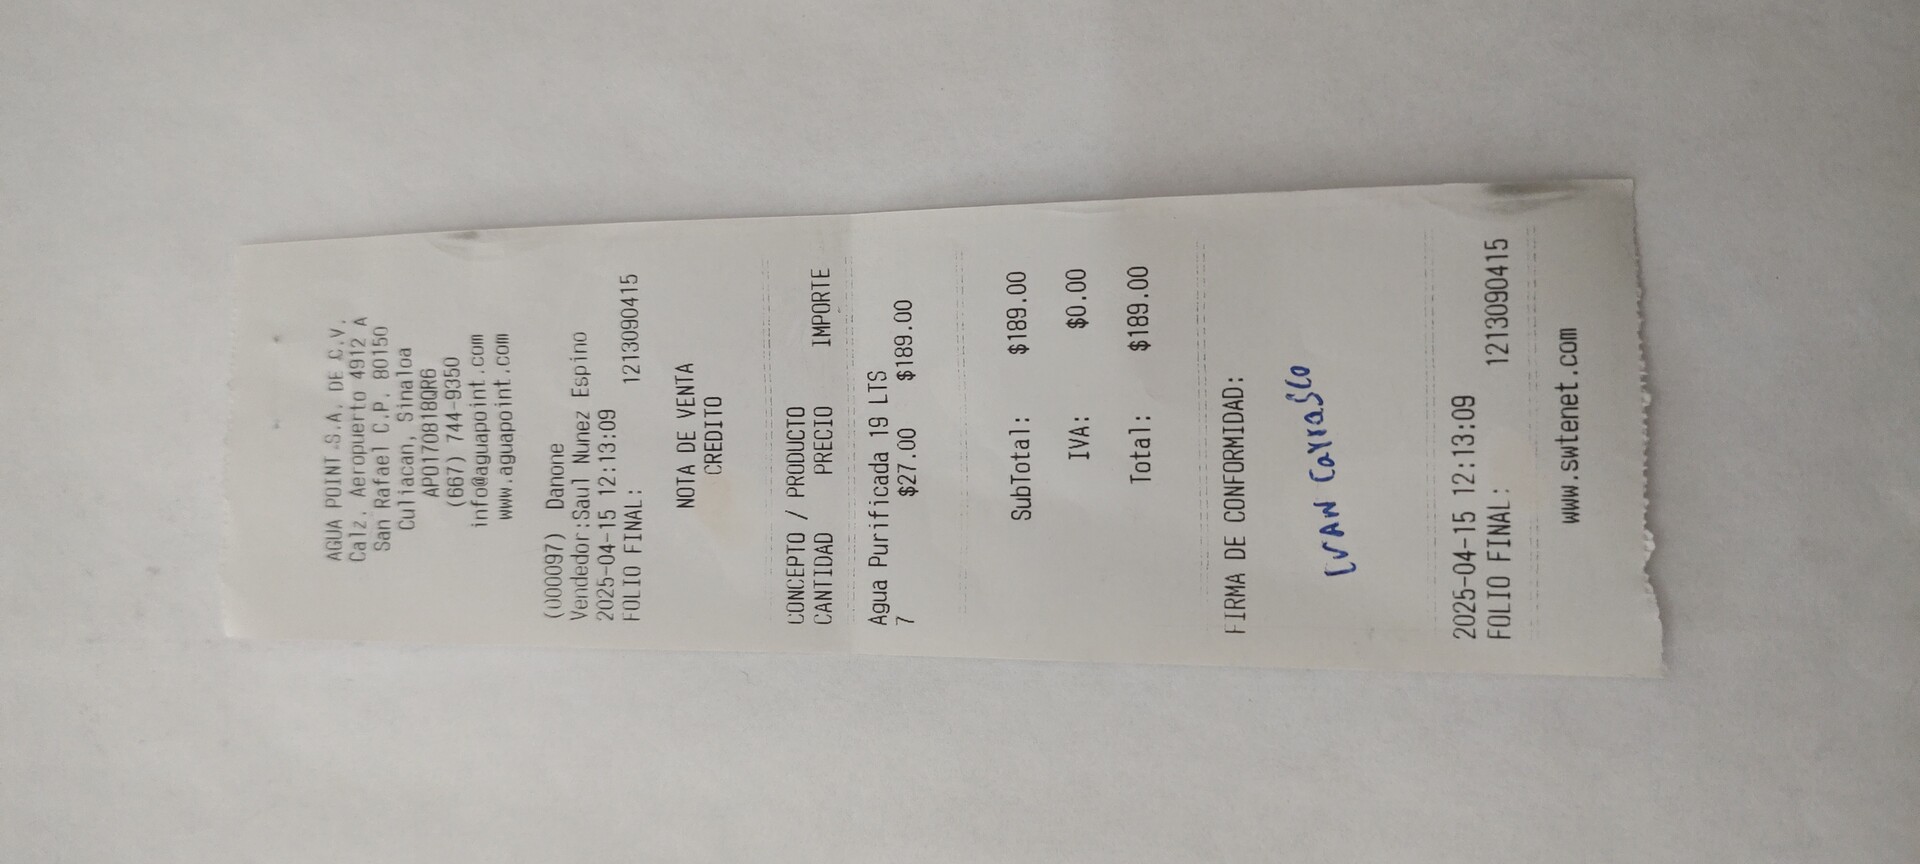 AGUA POINT S.A. DE C.V.
Calz. Aeropuerto 4912 A
San Rafael C.P. 80150
Culiacan, Sinaloa
APO170818QR6
(667) 744-9350
info@aguapoint.com
www.aguapoint.com
(000097) Danone
Vendedor:Saul Nunez Espino
2025-04-15 12:13:09
FOLIO FINAL: 1213090415
NOTA DE VENTA
CREDITO
CONCEPTO / PRODUCTO
CANTIDAD PRECIO IMPORTE
Agua Purificada 19 LTS
7 $27.00 $189.00
SubTotal: $189.00
IVA: $0.00
Total: $189.00
FIRMA DE CONFORMIDAD:
IVAN Carrasco
2025-04-15 12:13:09
FOLIO FINAL: 1213090415
www.swtenet.com